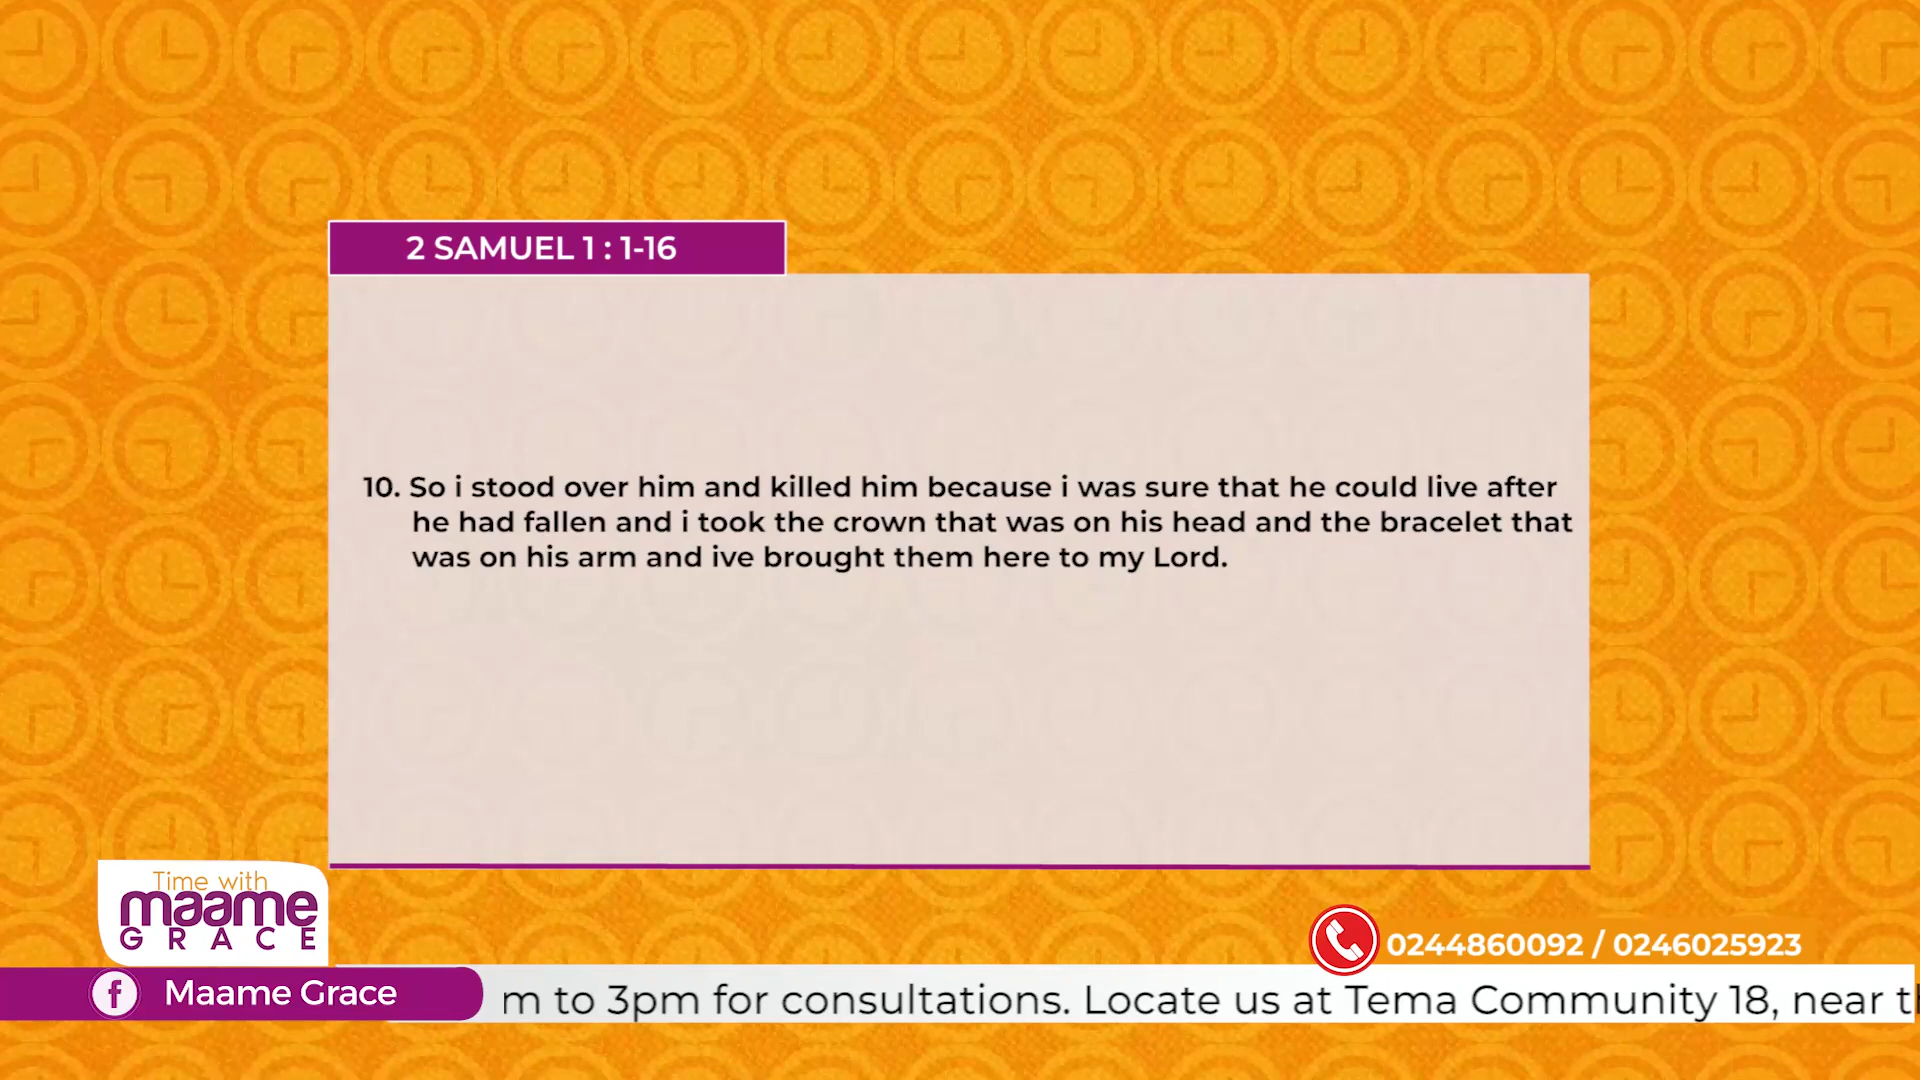 2 SAMUEL 1 : 1-16
10. So i stood over him and killed him because i was sure that he could live after
he had fallen and i took the crown that was on his head and the bracelet that
was on his arm and ive brought them here to my Lord.
Time with
maame
GRACE
0244860092 / 0246025923
f Maame Grace
m to 3pm for consultations. Locate us at Tema Community 18, near t